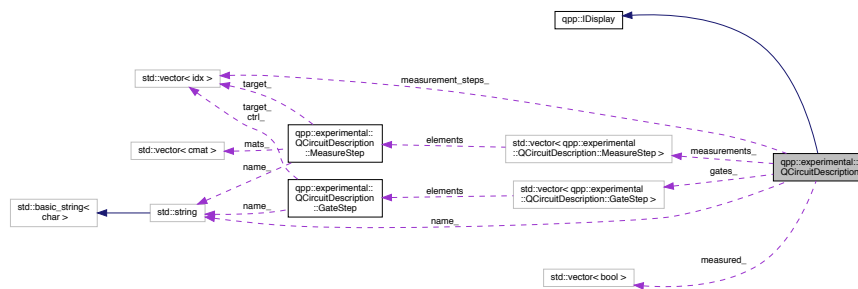 qpp::IDisplay
std::vector< idx >
target_
measurement_steps_
target_
ctrl_
qpp::experimental::
QCircuitDescription
::MeasureStep
elements
std::vector< qpp::experimental
::QCircuitDescription::MeasureStep >
measurements_
std::vector< cmat >
mats_
qpp::experimental::
QCircuitDescription
name_
qpp::experimental::
QCircuitDescription
::GateStep
elements
std::vector< qpp::experimental
::QCircuitDescription::GateStep >
gates_
std::basic_string<
char >
std::string
name_
name_
measured_
std::vector< bool >